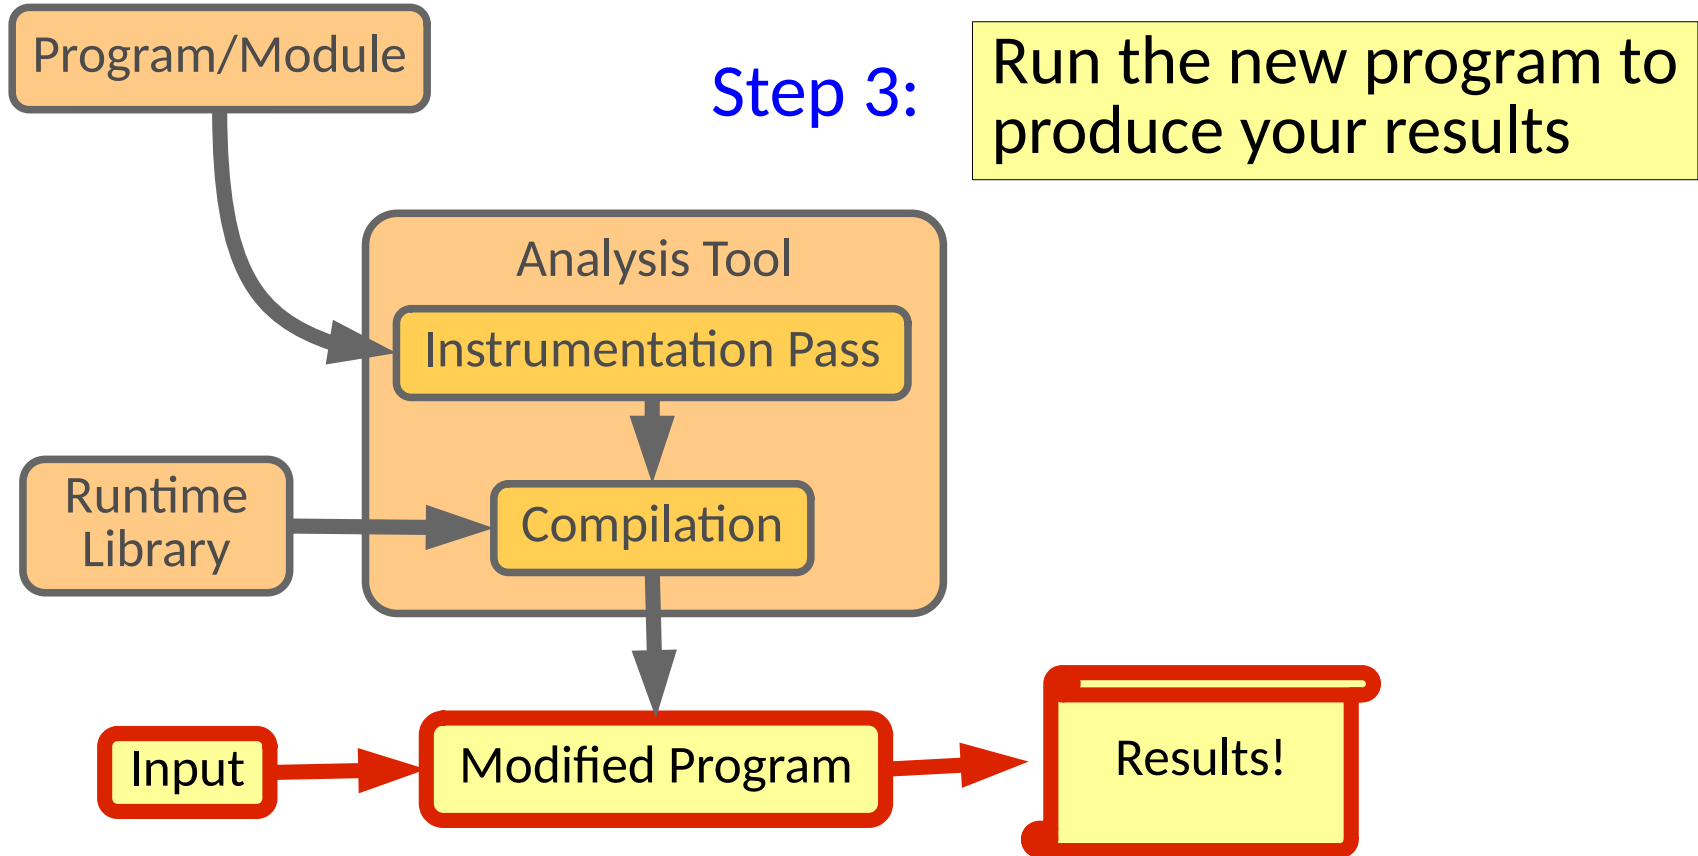 Program/Module
Step 3:
Run the new program to
produce your results
Analysis Tool
Instrumentation Pass
Runtime
Library
Compilation
Input
Modified Program
Results!